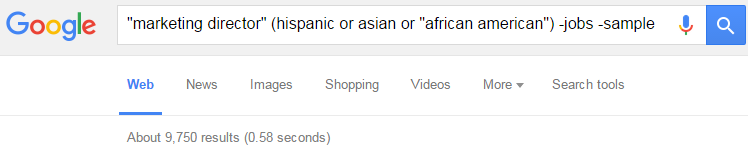 Google "marketing director" (hispanic or asian or "african american") -jobs -sample
Web News Images Shopping Videos More Search tools
About 9,750 results (0.58 seconds)